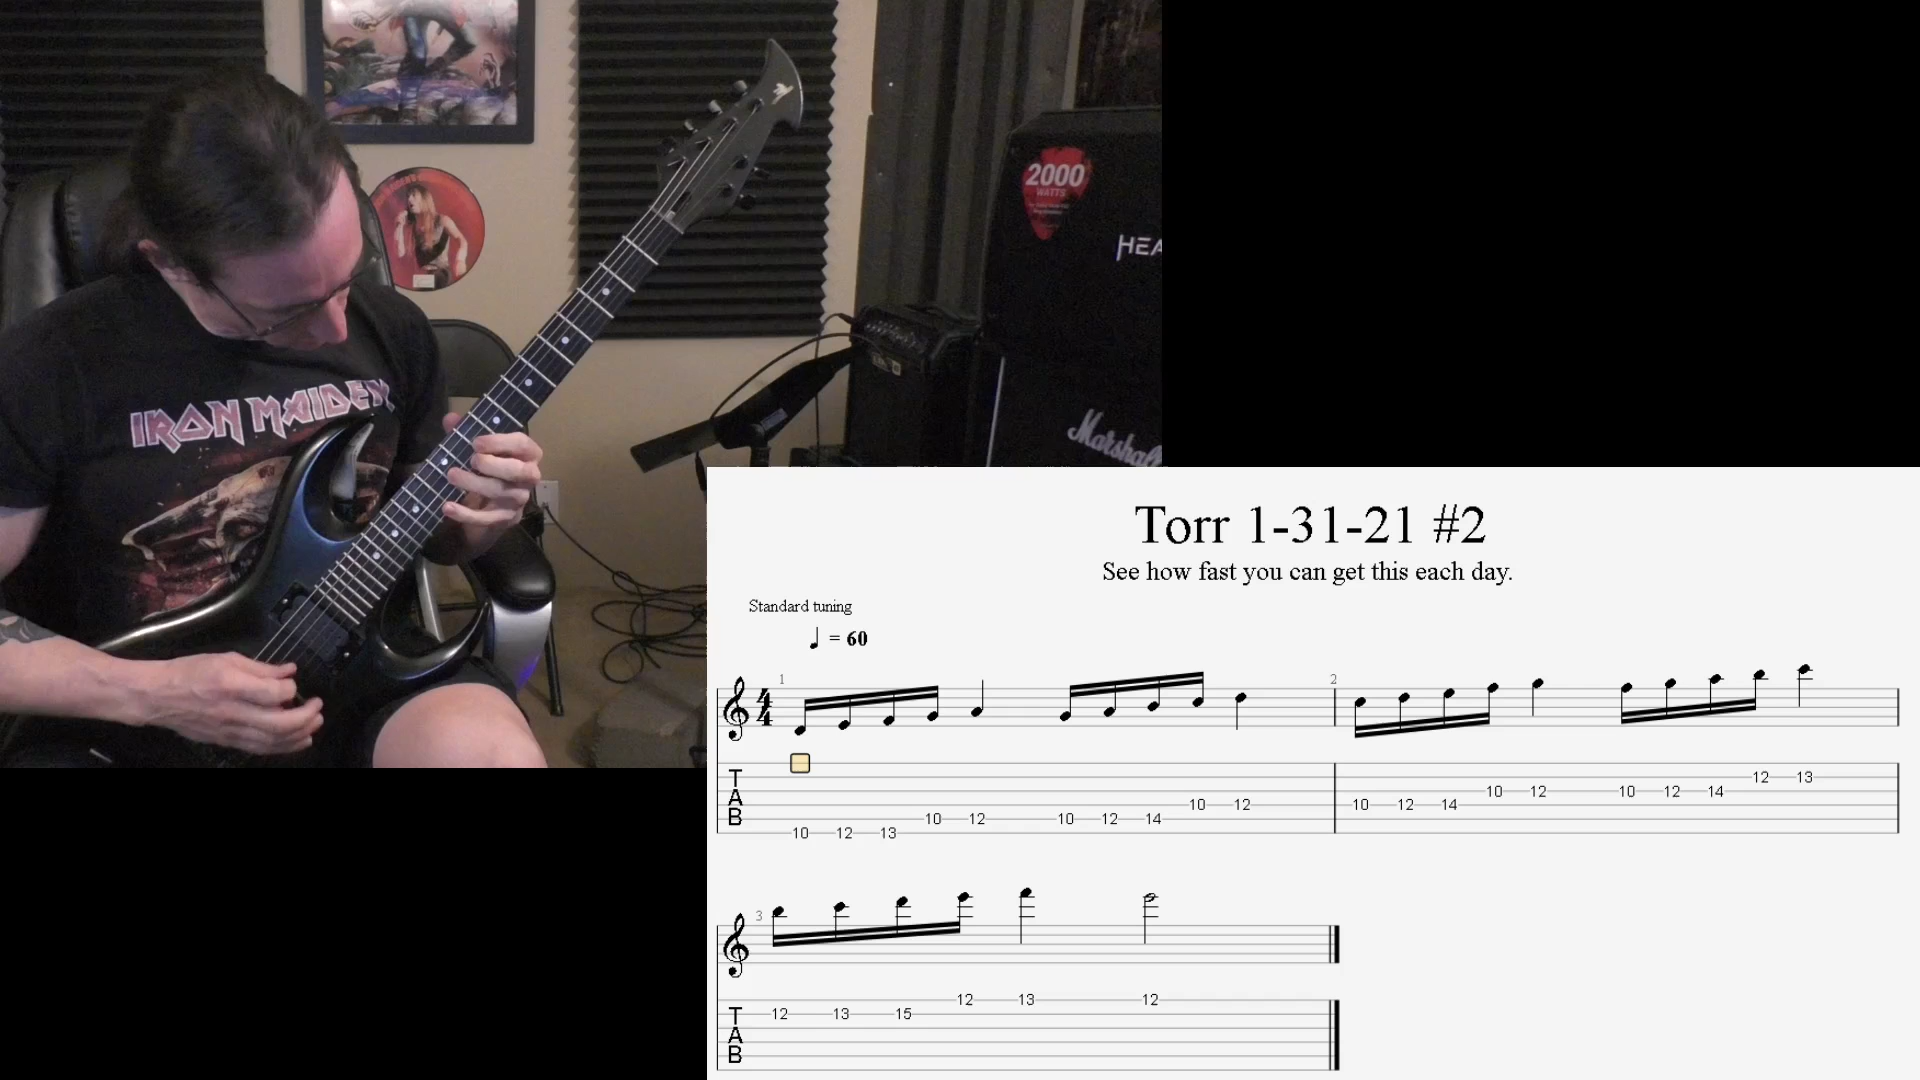 2000
WATTS
HEA
IRON MAIDEN
Marshall
Torr 1-31-21 #2
See how fast you can get this each day.
Standard tuning
♩ = 60
1 2
4
4
T
A
B
10 12 13 10 12 10 12 14 10 12 10 12 14 10 12 10 12 14 12 13
3
T
A
B
12 13 15 12 13 12